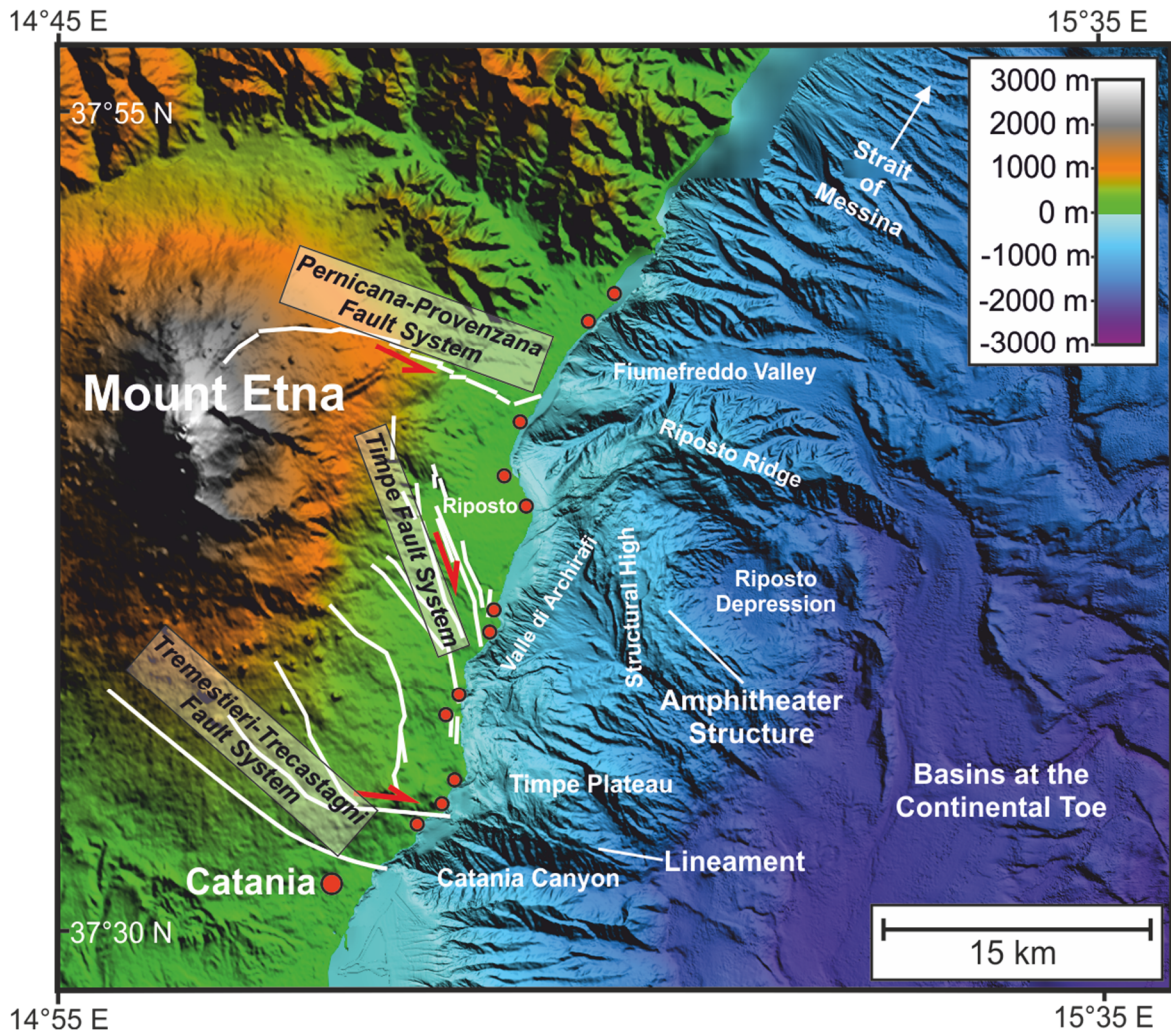 14°45 E
15°35 E
37°55 N
3000 m
2000 m
1000 m
0 m
-1000 m
-2000 m
-3000 m
Strait
of
Messina
Pernicana-Provenzana
Fault System
Mount Etna
Fiumefreddo Valley
Riposto Ridge
Timpe Fault System
Riposto
Valle di Archirafi
Structural High
Riposto
Depression
Amphitheater
Structure
Tremestieri-Trecastagni
Fault System
Timpe Plateau
Basins at the
Continental Toe
Lineament
Catania
Catania Canyon
37°30 N
15 km
14°55 E
15°35 E